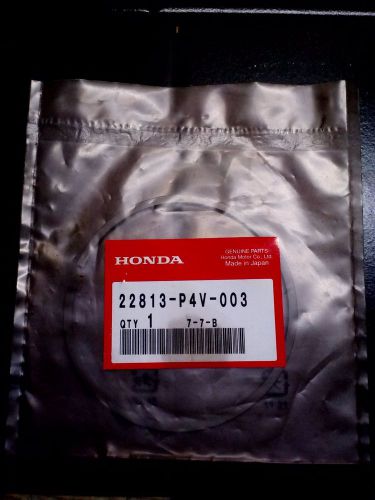 HONDA
GENUINE PARTS
Honda Motor Co., Ltd.
Made in Japan
22813-P4V-003
QTY 1 7-7-B